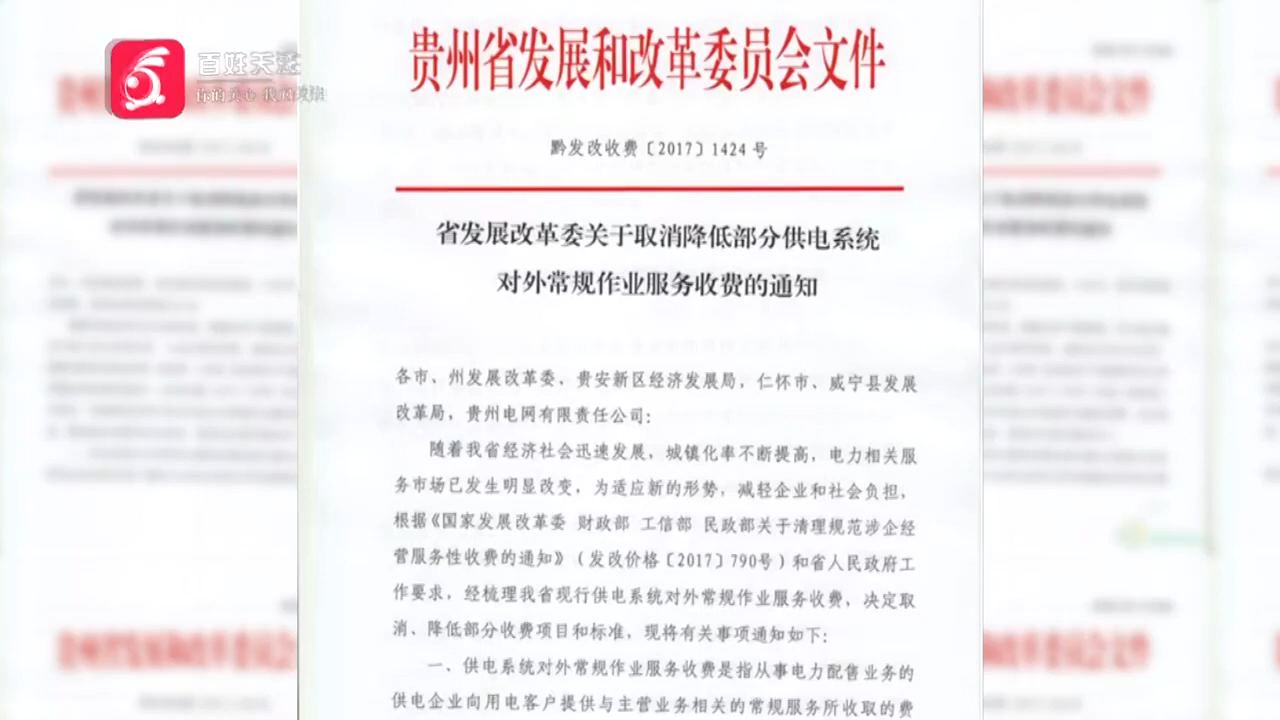 百姓关注
贵州省发展和改革委员会文件
黔发改收费〔2017〕1424 号
省发展改革委关于取消降低部分供电系统
对外常规作业服务收费的通知
各市、州发展改革委,贵安新区经济发展局,仁怀市、威宁县发展
改革局,贵州电网有限责任公司:
随着我省经济社会迅速发展,城镇化率不断提高,电力相关服
务市场已发生明显改变,为适应新的形势,减轻企业和社会负担,
根据《国家发展改革委 财政部 工信部 民政部关于清理规范涉企经
营服务性收费的通知》(发改价格〔2017〕790号)和省人民政府工
作要求,经梳理我省现行供电系统对外常规作业服务收费,决定取
消、降低部分收费项目和标准,现将有关事项通知如下:
一、供电系统对外常规作业服务收费是指从事电力配售业务的
供电企业向用电客户提供与主营业务相关的常规服务所收取的费